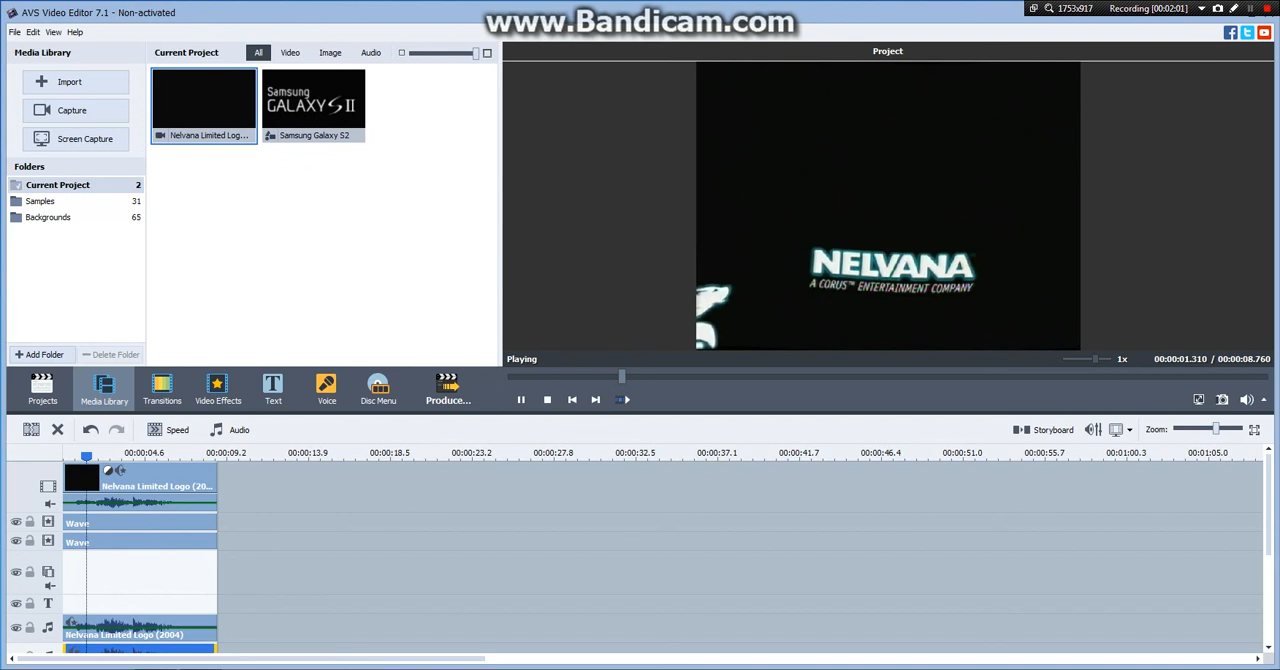 AVS Video Editor 7.1 - Non-activated
www.Bandicam.com
1753x917
Recording [00:02:01]
File Edit View Help
Media Library
Import
Capture
Screen Capture
Folders
Current Project 2
Samples 31
Backgrounds 65
Add Folder
Delete Folder
Current Project
All Video Image Audio
Samsung
GALAXY S II
Nelvana Limited Log...
Samsung Galaxy S2
Project
NELVANA
A CORUS™ ENTERTAINMENT COMPANY
Playing
1x
00:00:01.310 / 00:00:08.760
Projects
Media Library
Transitions
Video Effects
T
Text
Voice
Disc Menu
Produce...
Speed
Audio
Storyboard
Zoom:
00:00:04.6 00:00:09.2 00:00:13.9 00:00:18.5 00:00:23.2 00:00:27.8 00:00:32.5 00:00:37.1 00:00:41.7 00:00:46.4 00:00:51.0 00:00:55.7 00:01:00.3 00:01:05.0
Nelvana Limited Logo (20...
Wave
Wave
T
Nelvana Limited Logo (2004)